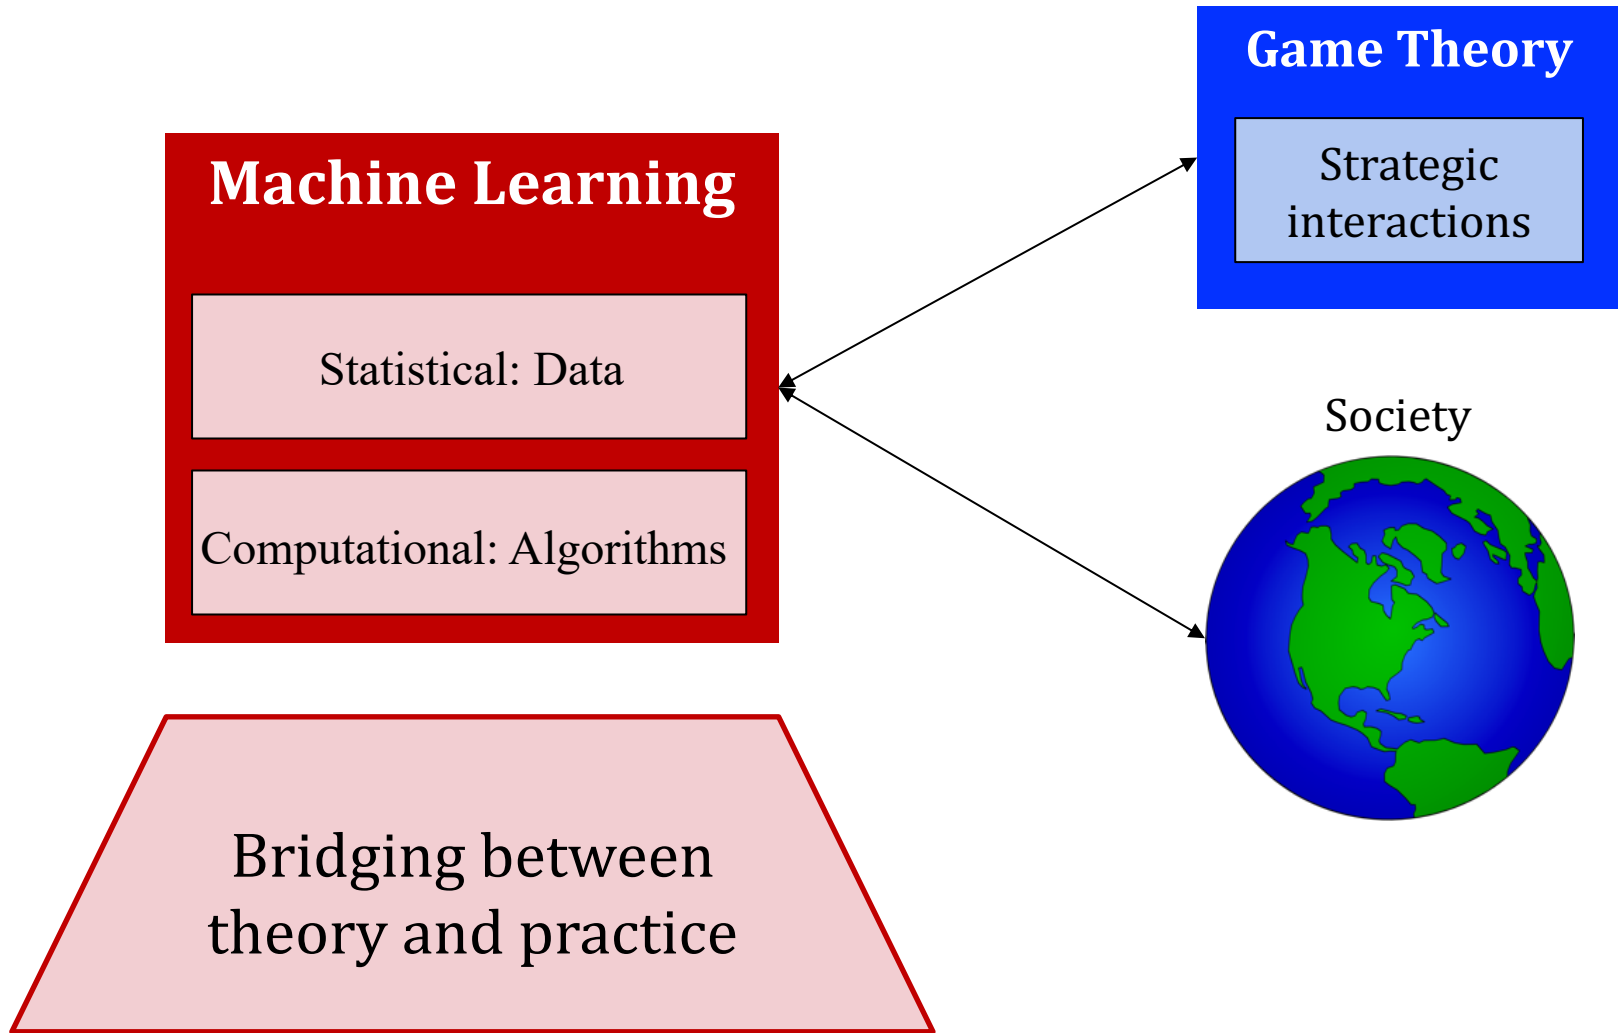 Machine Learning
Statistical: Data
Computational: Algorithms
Bridging between
theory and practice
Game Theory
Strategic
interactions
Society